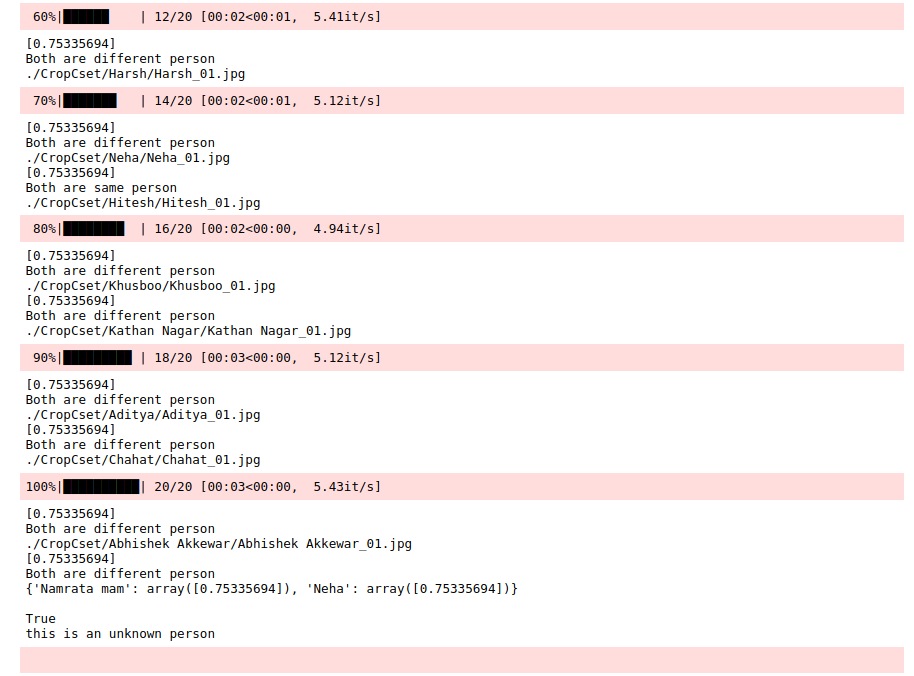 60%|██████    | 12/20 [00:02<00:01,  5.41it/s]
[0.75335694]
Both are different person
./CropCset/Harsh/Harsh_01.jpg
70%|███████   | 14/20 [00:02<00:01,  5.12it/s]
[0.75335694]
Both are different person
./CropCset/Neha/Neha_01.jpg
[0.75335694]
Both are same person
./CropCset/Hitesh/Hitesh_01.jpg
80%|████████  | 16/20 [00:02<00:00,  4.94it/s]
[0.75335694]
Both are different person
./CropCset/Khusboo/Khusboo_01.jpg
[0.75335694]
Both are different person
./CropCset/Kathan Nagar/Kathan Nagar_01.jpg
90%|█████████ | 18/20 [00:03<00:00,  5.12it/s]
[0.75335694]
Both are different person
./CropCset/Aditya/Aditya_01.jpg
[0.75335694]
Both are different person
./CropCset/Chahat/Chahat_01.jpg
100%|██████████| 20/20 [00:03<00:00,  5.43it/s]
[0.75335694]
Both are different person
./CropCset/Abhishek Akkewar/Abhishek Akkewar_01.jpg
[0.75335694]
Both are different person
{'Namrata mam': array([0.75335694]), 'Neha': array([0.75335694])}
True
this is an unknown person